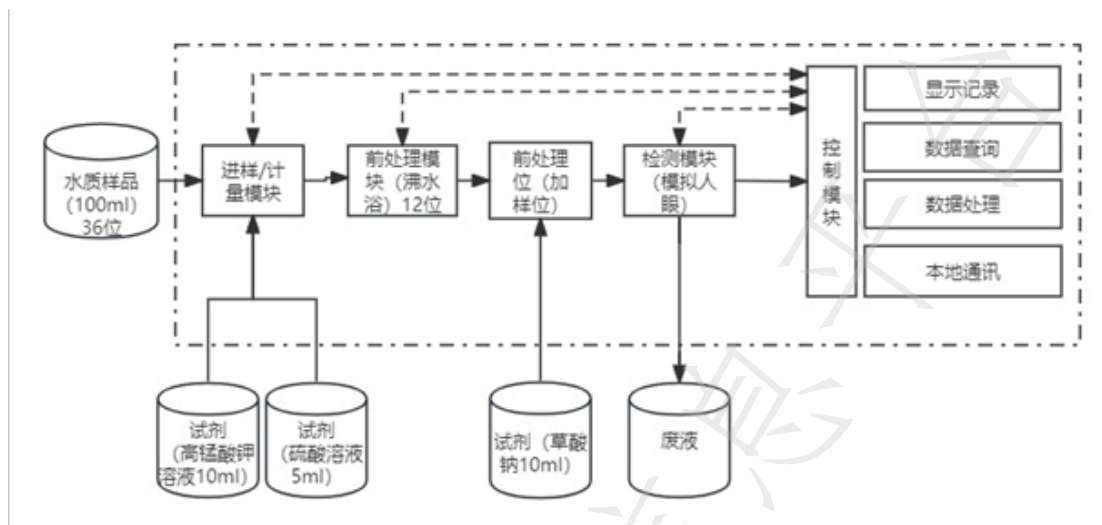 显示记录
数据查询
数据处理
本地通讯
控
制
模
块
水质样品
(100ml)
36位
进样/计
量模块
前处理模
块（沸水
浴）12位
前处理
位（加
样位）
检测模块
（模拟人
眼）
试剂
（高锰酸钾
溶液10ml）
试剂
（硫酸溶液
5ml）
试剂（草酸
钠10ml）
废液